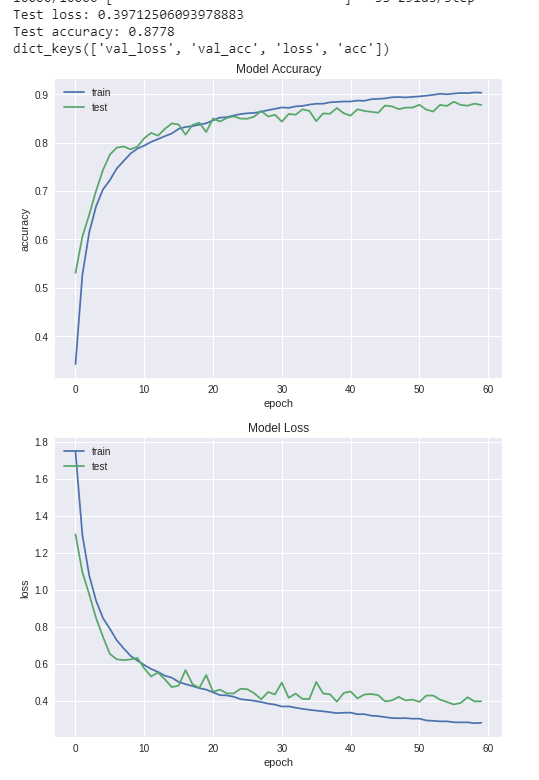 Test loss: 0.39712506093978883
Test accuracy: 0.8778
dict_keys(['val_loss', 'val_acc', 'loss', 'acc'])
Model Accuracy
train
test
0.9
0.8
0.7
0.6
0.5
0.4
accuracy
0 10 20 30 40 50 60
epoch
Model Loss
train
test
1.8
1.6
1.4
1.2
1.0
0.8
0.6
0.4
loss
0 10 20 30 40 50 60
epoch